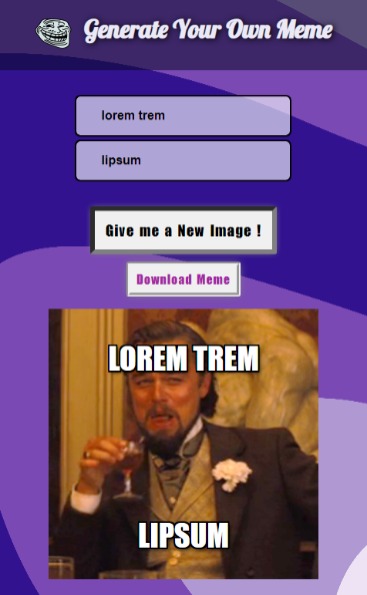 Generate Your Own Meme
lorem trem
lipsum
Give me a New Image !
Download Meme
LOREM TREM
LIPSUM